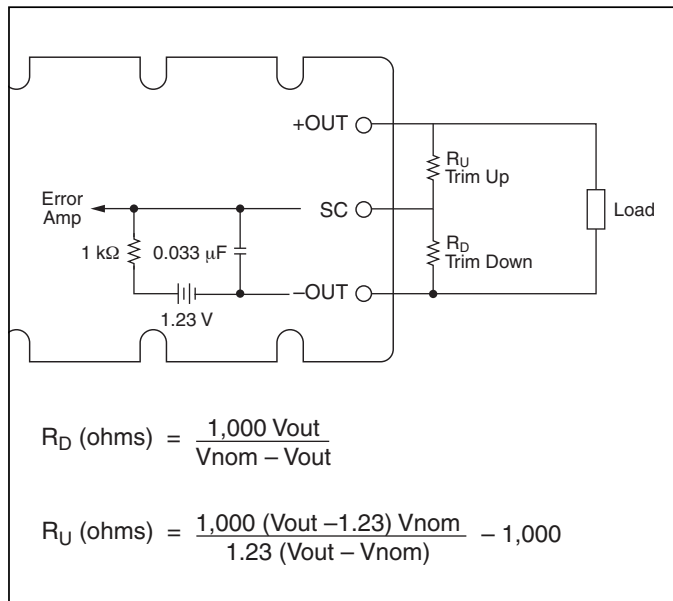 +OUT
R_U
Trim Up
Error
Amp
SC
Load
1 kΩ
0.033 μF
R_D
Trim Down
–OUT
1.23 V
R_D (ohms) = 1,000 Vout / Vnom – Vout
R_U (ohms) = 1,000 (Vout –1.23) Vnom / 1.23 (Vout – Vnom) – 1,000